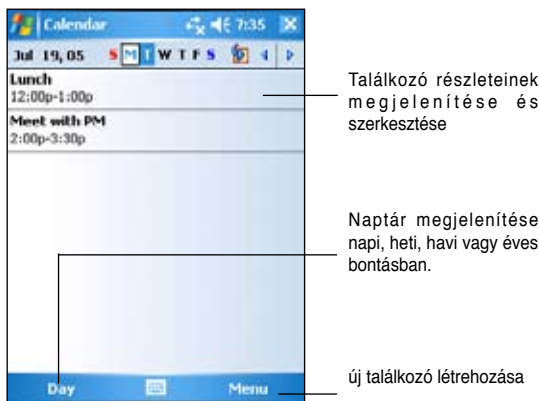 Calendar 7:35
Jul 19, 05 S M T W T F S
Lunch
12:00p-1:00p
Meet with PM
2:00p-3:30p
Day Menu
Találkozó részleteinek
megjelenítése és
szerkesztése
Naptár megjelenítése
napi, heti, havi vagy éves
bontásban.
új találkozó létrehozása